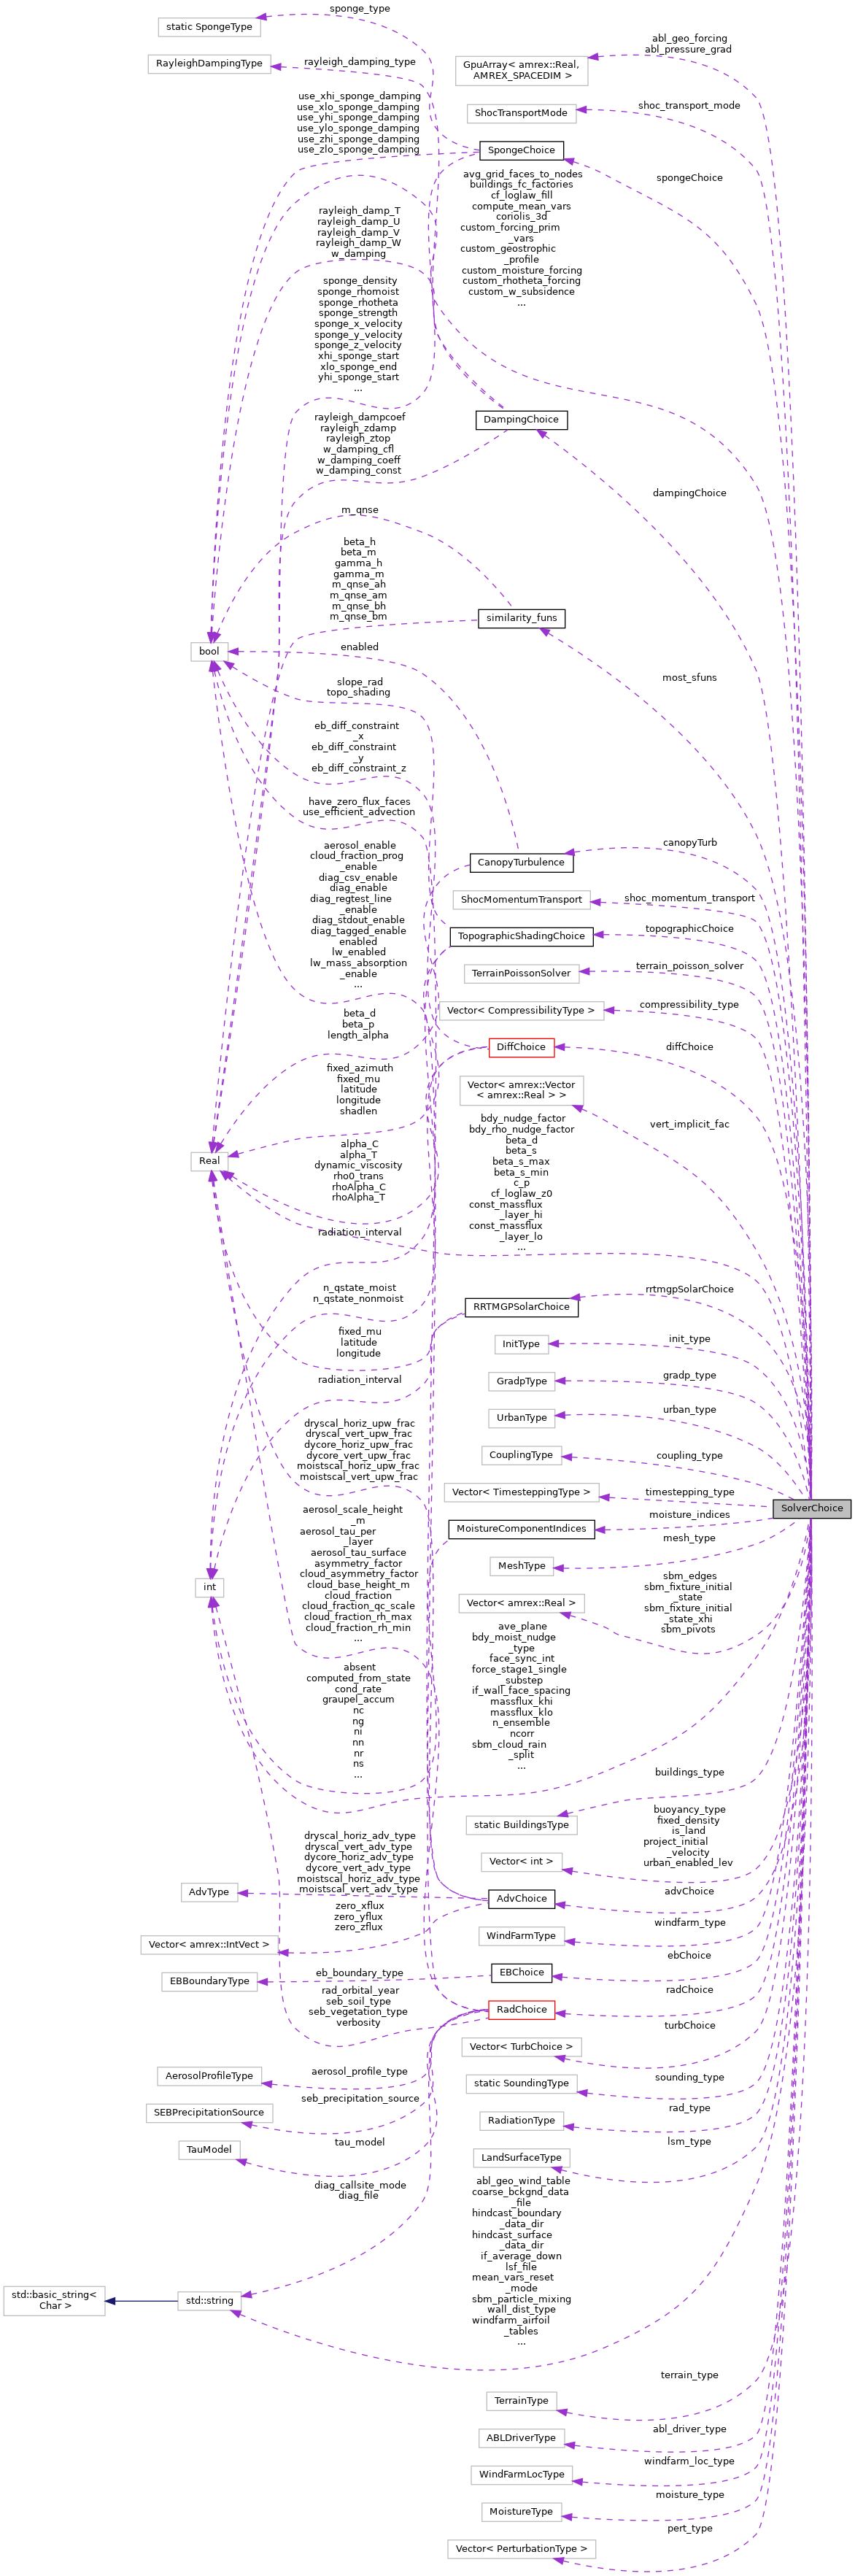 sponge_type
static SpongeType
abl_geo_forcing
abl_pressure_grad
rayleigh_damping_type
RayleighDampingType
GpuArray< amrex::Real,
AMREX_SPACEDIM >
use_xhi_sponge_damping
use_xlo_sponge_damping
use_yhi_sponge_damping
use_ylo_sponge_damping
use_zhi_sponge_damping
use_zlo_sponge_damping
shoc_transport_mode
ShocTransportMode
SpongeChoice
spongeChoice
avg_grid_faces_to_nodes
buildings_fc_factories
cf_loglaw_fill
compute_mean_vars
coriolis_3d
custom_forcing_prim
_vars
custom_geostrophic
_profile
custom_moisture_forcing
custom_rhotheta_forcing
custom_w_subsidence
...
rayleigh_damp_T
rayleigh_damp_U
rayleigh_damp_V
rayleigh_damp_W
w_damping
sponge_density
sponge_rhomoist
sponge_rhotheta
sponge_strength
sponge_x_velocity
sponge_y_velocity
sponge_z_velocity
xhi_sponge_start
xlo_sponge_end
yhi_sponge_start
...
rayleigh_dampcoef
rayleigh_zdamp
rayleigh_ztop
w_damping_cfl
w_damping_coeff
w_damping_const
DampingChoice
dampingChoice
m_qnse
beta_h
beta_m
gamma_h
gamma_m
m_qnse_ah
m_qnse_am
m_qnse_bh
m_qnse_bm
similarity_funs
bool
enabled
most_sfuns
slope_rad
topo_shading
eb_diff_constraint
_x
eb_diff_constraint
_y
eb_diff_constraint_z
have_zero_flux_faces
use_efficient_advection
canopyTurb
CanopyTurbulence
aerosol_enable
cloud_fraction_prog
_enable
diag_csv_enable
diag_enable
diag_regtest_line
_enable
diag_stdout_enable
diag_tagged_enable
enabled
lw_enabled
lw_mass_absorption
_enable
...
shoc_momentum_transport
ShocMomentumTransport
topographicChoice
TopographicShadingChoice
terrain_poisson_solver
TerrainPoissonSolver
compressibility_type
Vector< CompressibilityType >
beta_d
beta_p
length_alpha
diffChoice
DiffChoice
fixed_azimuth
fixed_mu
latitude
longitude
shadlen
Vector< amrex::Vector
< amrex::Real > >
vert_implicit_fac
bdy_nudge_factor
bdy_rho_nudge_factor
beta_d
beta_s
beta_s_max
beta_s_min
c_p
cf_loglaw_z0
const_massflux
_layer_hi
const_massflux
_layer_lo
...
Real
alpha_C
alpha_T
dynamic_viscosity
rho0_trans
rhoAlpha_C
rhoAlpha_T
radiation_interval
n_qstate_moist
n_qstate_nonmoist
rrtmgpSolarChoice
RRTMGPSolarChoice
fixed_mu
latitude
longitude
init_type
InitType
radiation_interval
gradp_type
GradpType
urban_type
UrbanType
dryscal_horiz_upw_frac
dryscal_vert_upw_frac
dycore_horiz_upw_frac
dycore_vert_upw_frac
moistscal_horiz_upw_frac
moistscal_vert_upw_frac
coupling_type
CouplingType
timestepping_type
Vector< TimesteppingType >
SolverChoice
moisture_indices
MoistureComponentIndices
mesh_type
MeshType
aerosol_scale_height
_m
aerosol_tau_per
_layer
aerosol_tau_surface
asymmetry_factor
cloud_asymmetry_factor
cloud_base_height_m
cloud_fraction
cloud_fraction_qc_scale
cloud_fraction_rh_max
cloud_fraction_rh_min
...
int
sbm_edges
sbm_fixture_initial
_state
sbm_fixture_initial
_state_xhi
sbm_pivots
Vector< amrex::Real >
ave_plane
bdy_moist_nudge
_type
face_sync_int
force_stage1_single
_substep
if_wall_face_spacing
massflux_khi
massflux_klo
n_ensemble
ncorr
sbm_cloud_rain
_split
...
absent
computed_from_state
cond_rate
graupel_accum
nc
ng
ni
nn
nr
ns
...
buildings_type
static BuildingsType
buoyancy_type
fixed_density
is_land
project_initial
_velocity
urban_enabled_lev
Vector< int >
dryscal_horiz_adv_type
dryscal_vert_adv_type
dycore_horiz_adv_type
dycore_vert_adv_type
moistscal_horiz_adv_type
moistscal_vert_adv_type
AdvType
advChoice
AdvChoice
zero_xflux
zero_yflux
zero_zflux
windfarm_type
WindFarmType
Vector< amrex::IntVect >
ebChoice
EBChoice
eb_boundary_type
EBBoundaryType
radChoice
RadChoice
rad_orbital_year
seb_soil_type
seb_vegetation_type
verbosity
turbChoice
Vector< TurbChoice >
aerosol_profile_type
AerosolProfileType
sounding_type
static SoundingType
seb_precipitation_source
SEBPrecipitationSource
rad_type
RadiationType
tau_model
TauModel
lsm_type
LandSurfaceType
diag_callsite_mode
diag_file
abl_geo_wind_table
coarse_bckgnd_data
_file
hindcast_boundary
_data_dir
hindcast_surface
_data_dir
if_average_down
lsf_file
mean_vars_reset
_mode
sbm_particle_mixing
wall_dist_type
windfarm_airfoil
_tables
...
std::basic_string<
Char >
std::string
terrain_type
TerrainType
abl_driver_type
ABLDriverType
windfarm_loc_type
WindFarmLocType
moisture_type
MoistureType
pert_type
Vector< PerturbationType >